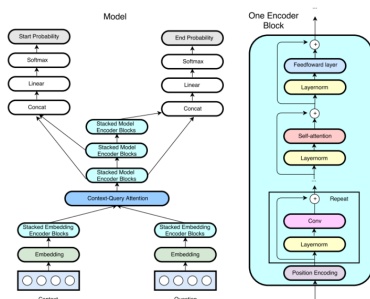 Model
Start Probability
Softmax
Linear
Concat
End Probability
Softmax
Linear
Concat
Stacked Model
Encoder Blocks
Stacked Model
Encoder Blocks
Stacked Model
Encoder Blocks
Context-Query Attention
Stacked Embedding
Encoder Blocks
Stacked Embedding
Encoder Blocks
Embedding
Embedding
Context
Question
One Encoder
Block
Feedfoward layer
Layernorm
Self-attention
Layernorm
Repeat
Conv
Layernorm
Position Encoding